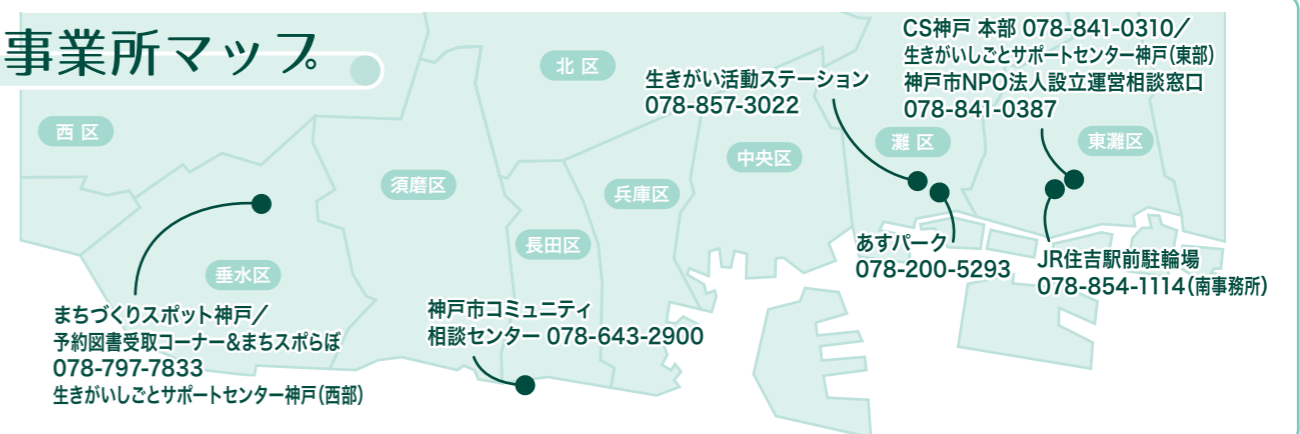 事業所マップ
西区
北区
須磨区
垂水区
長田区
兵庫区
中央区
灘区
東灘区
まちづくりスポット神戸／
予約図書受取コーナー&まちスポらぼ
078-797-7833
生きがいしごとサポートセンター神戸(西部)
神戸市コミュニティ
相談センター 078-643-2900
生きがい活動ステーション
078-857-3022
あすパーク
078-200-5293
CS神戸 本部 078-841-0310／
生きがいしごとサポートセンター神戸(東部)
神戸市NPO法人設立運営相談窓口
078-841-0387
JR住吉駅前駐輪場
078-854-1114(南事務所)